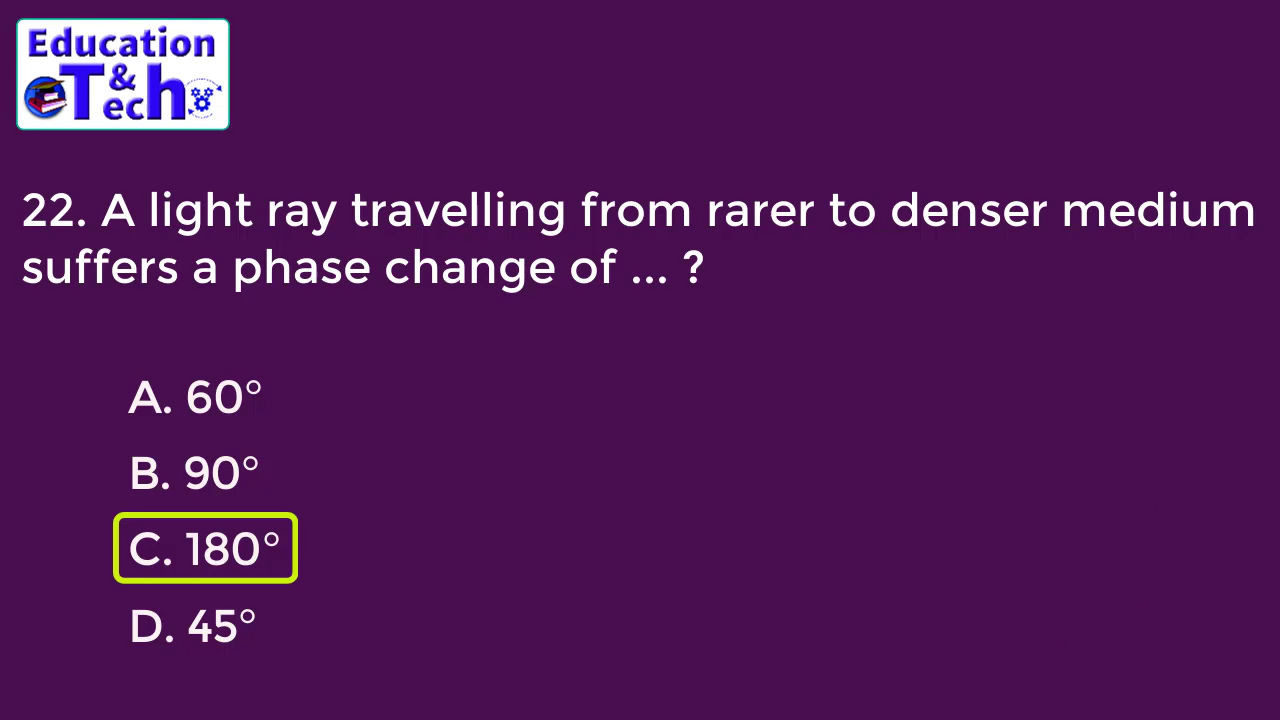 Education
& Tech
22. A light ray travelling from rarer to denser medium
suffers a phase change of ... ?
A. 60°
B. 90°
C. 180°
D. 45°